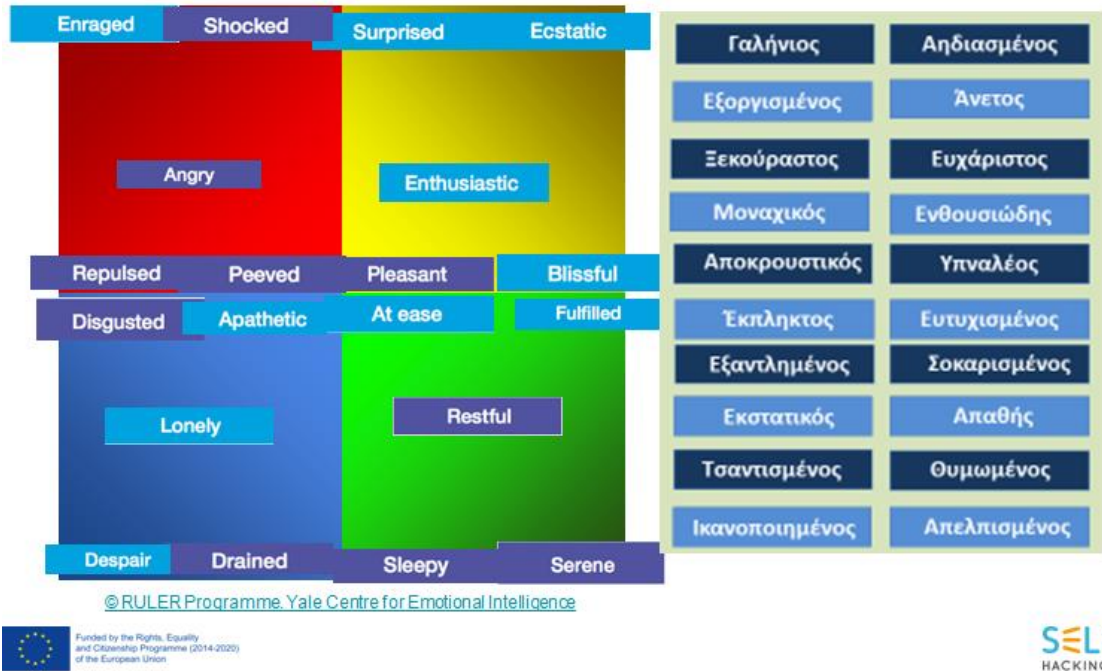 Enraged Shocked Surprised Ecstatic
Angry Enthusiastic
Repulsed Peeved Pleasant Blissful
Disgusted Apathetic At ease Fulfilled
Lonely Restful
Despair Drained Sleepy Serene
Γαλήνιος Αηδιασμένος
Εξοργισμένος Άνετος
Ξεκούραστος Ευχάριστος
Μοναχικός Ενθουσιώδης
Αποκρουστικός Υπναλέος
Έκπληκτος Ευτυχισμένος
Εξαντλημένος Σοκαρισμένος
Εκστατικός Απαθής
Τσαντισμένος Θυμωμένος
Ικανοποιημένος Απελπισμένος
© RULER Programme. Yale Centre for Emotional Intelligence
Funded by the Rights, Equality
and Citizenship Programme (2014-2020)
of the European Union
SEL
HACKIN